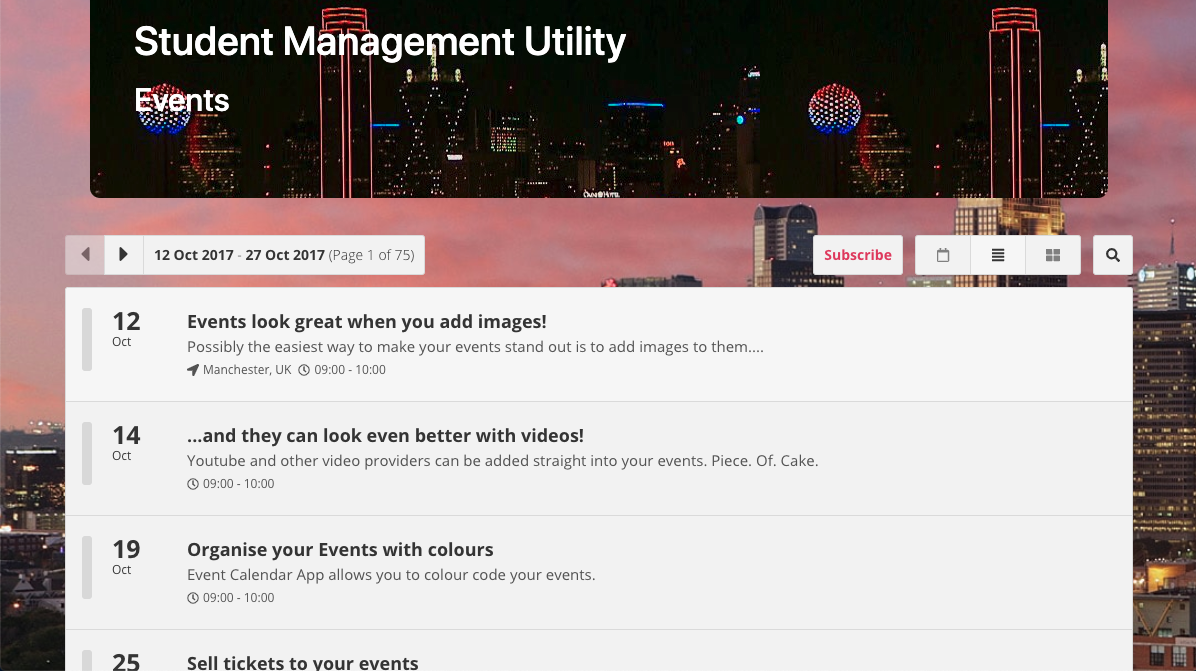 Student Management Utility
Events
12 Oct 2017 - 27 Oct 2017 (Page 1 of 75)
Subscribe
12
Oct
Events look great when you add images!
Possibly the easiest way to make your events stand out is to add images to them....
Manchester, UK 09:00 - 10:00
14
Oct
...and they can look even better with videos!
Youtube and other video providers can be added straight into your events. Piece. Of. Cake.
09:00 - 10:00
19
Oct
Organise your Events with colours
Event Calendar App allows you to colour code your events.
09:00 - 10:00
25
Sell tickets to your events